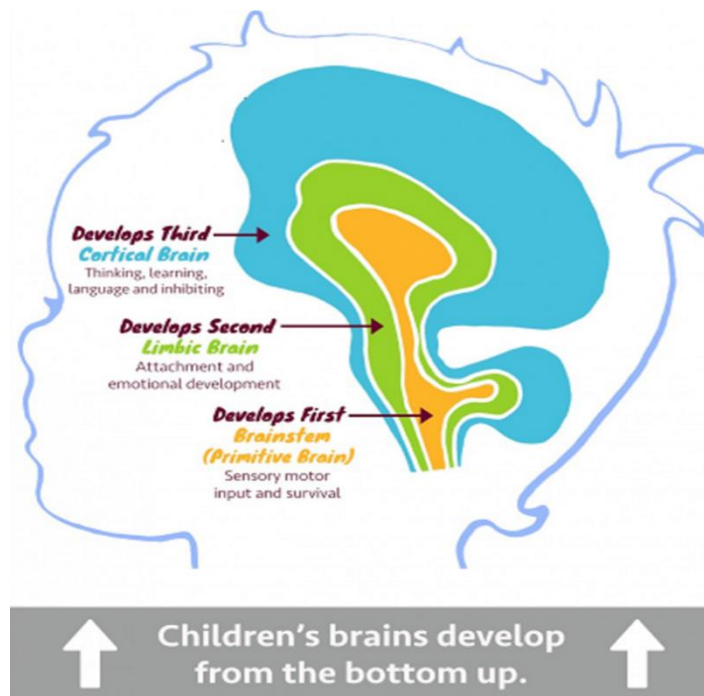 Develops Third
Cortical Brain
Thinking, learning,
language and inhibiting
Develops Second
Limbic Brain
Attachment and
emotional development
Develops First
Brainstem
(Primitive Brain)
Sensory motor
input and survival
Children's brains develop
from the bottom up.